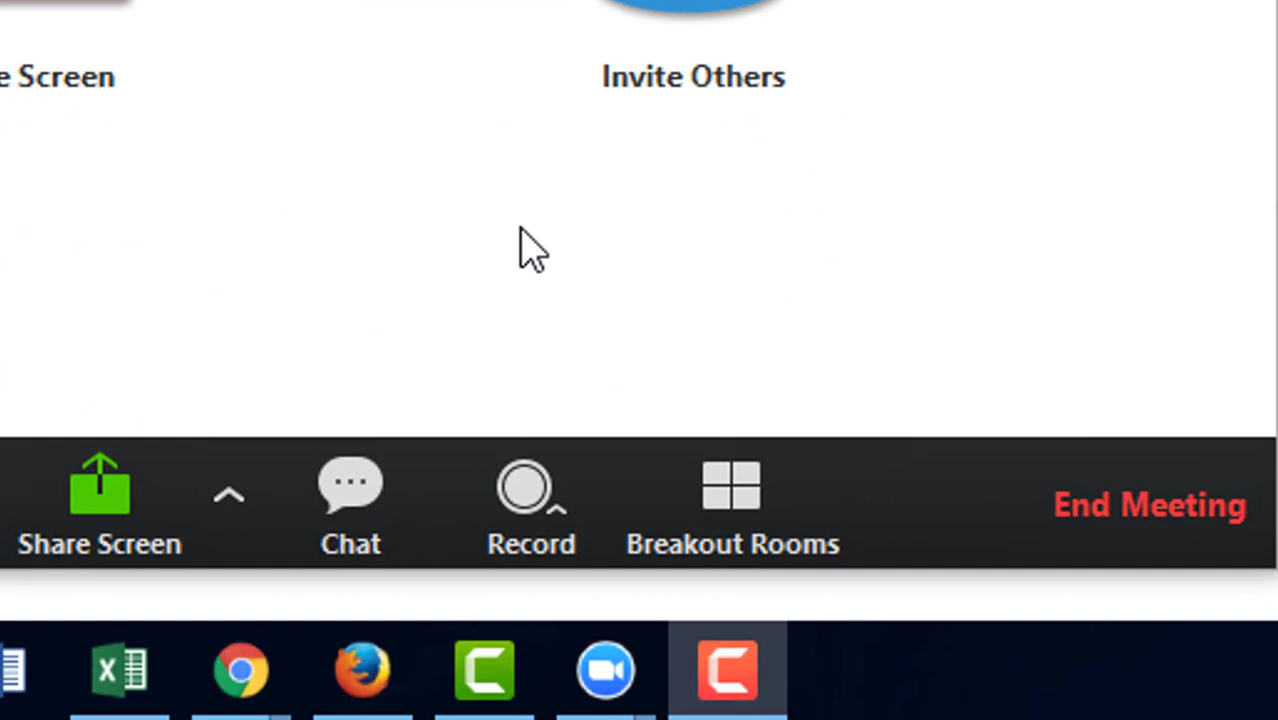 e Screen
Invite Others
Share Screen
Chat
Record
Breakout Rooms
End Meeting